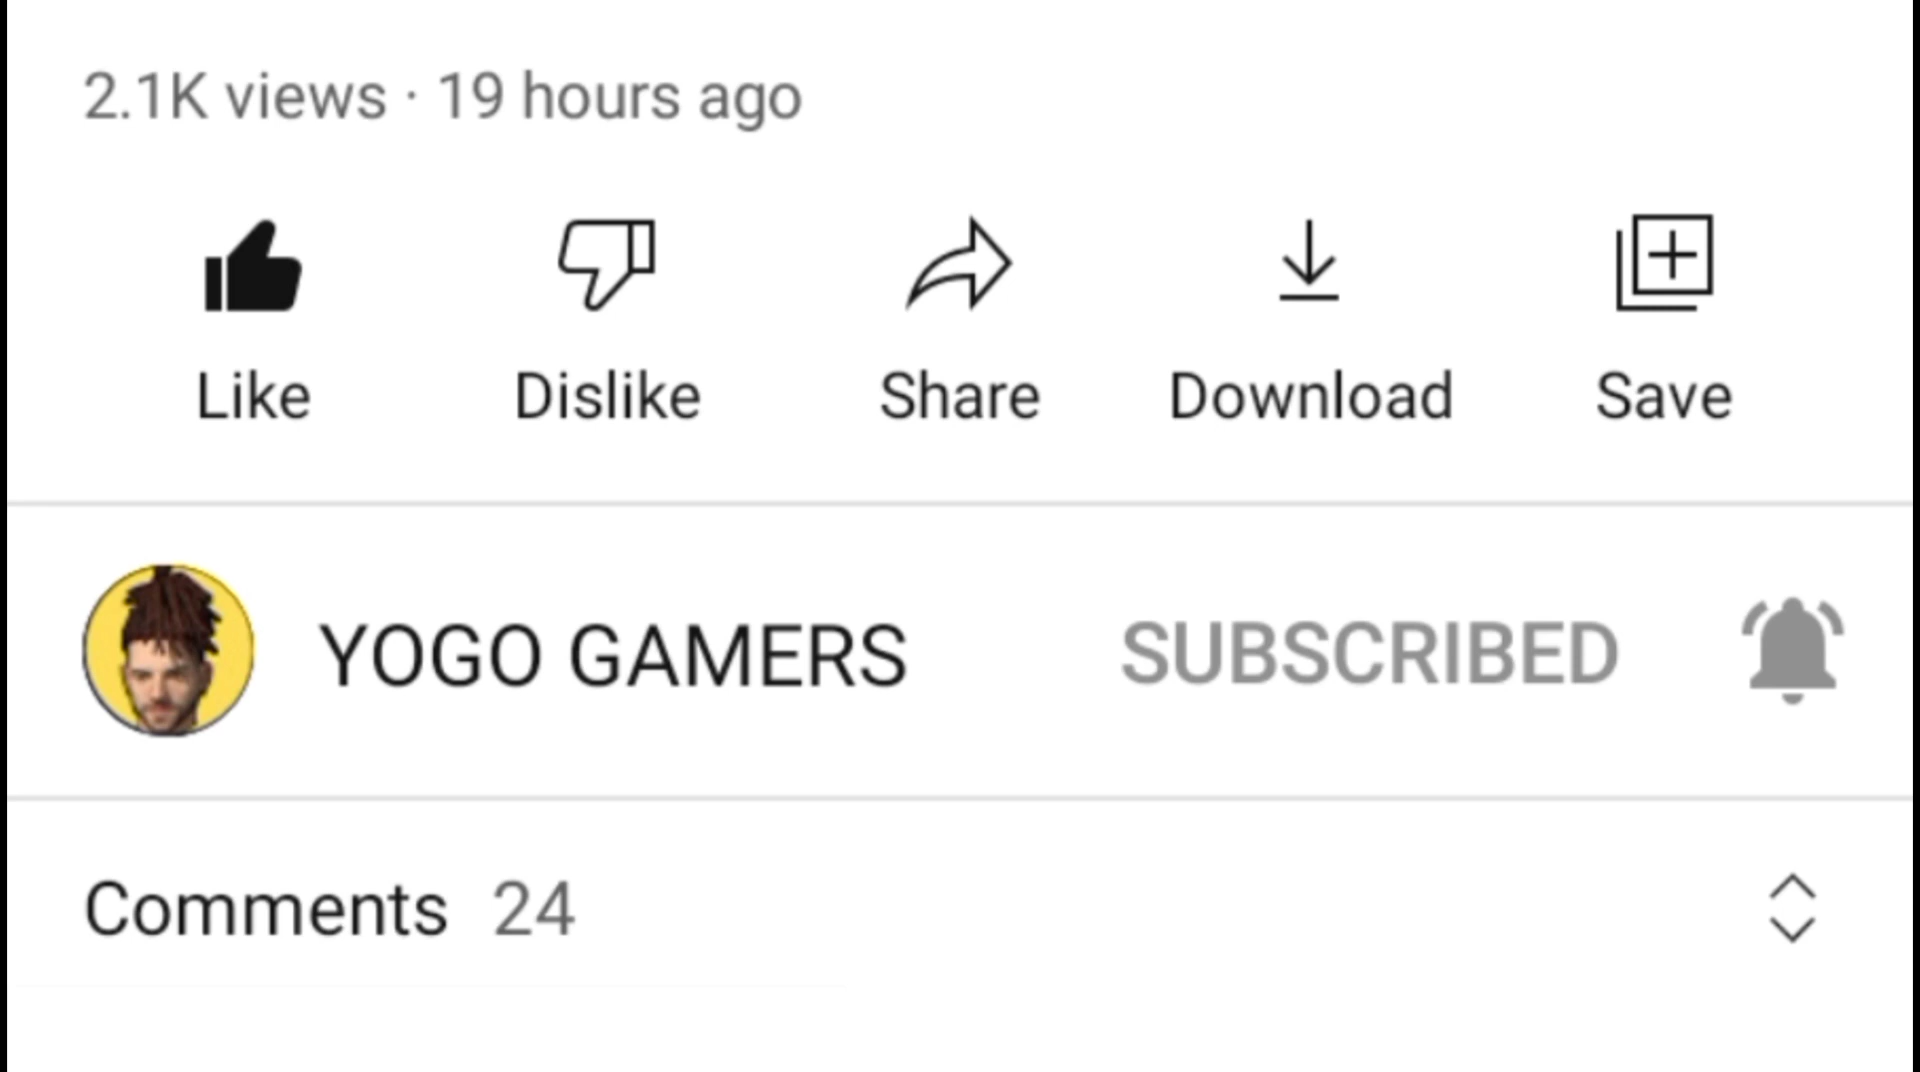 2.1K views · 19 hours ago
Like Dislike Share Download Save
YOGO GAMERS SUBSCRIBED
Comments 24